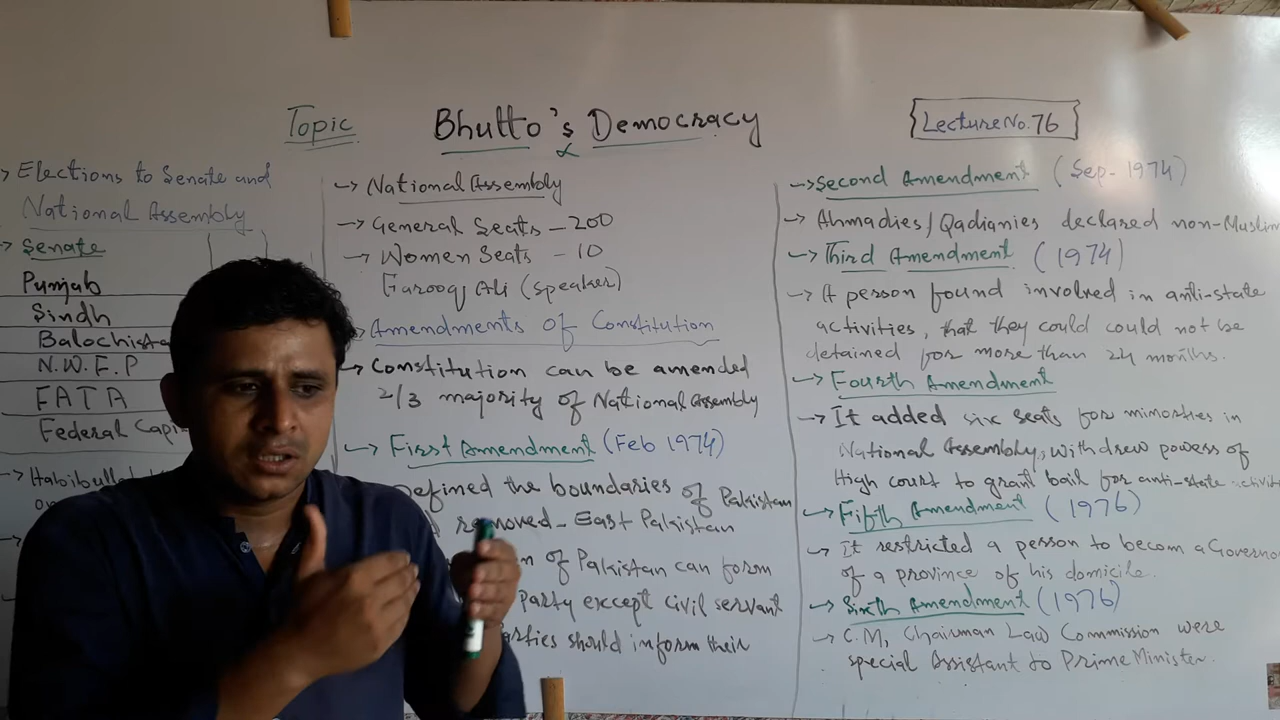 Topic
Bhutto's Democracy
Lecture No. 76
→ Elections to Senate and
National Assembly
→ Senate
Punjab
Sindh
N.W.F.P
FATA
Federal
→ National Assembly
→ General Seats - 200
→ Women Seats - 10
Farooq Ali (Speaker)
→ Amendments of Constitution
→ Constitution can be amended
2/3 majority of National Assembly
→ First Amendment (Feb 1974)
Defined the boundaries of Pakistan
removed - East Pakistan
of Pakistan can form
Party except civil servant
should inform their
→ Second Amendment (Sep - 1974)
→ Ahmadies/Qadianies declared non-Muslim
→ Third Amendment (1974)
→ A person found involved in anti-state
activities, that they could could not be
detained for more than 24 months.
→ Fourth Amendment
→ It added six seats for minorties in
National Assembly, withdrew powers of
High court to grant bail for anti-state
→ Fifth Amendment (1976)
→ It restricted a person to becom a Governor
of a province of his domicile.
→ Sixth Amendment (1976)
→ C.M, Chairman Law Commission were
special Assistant to Prime Minister.